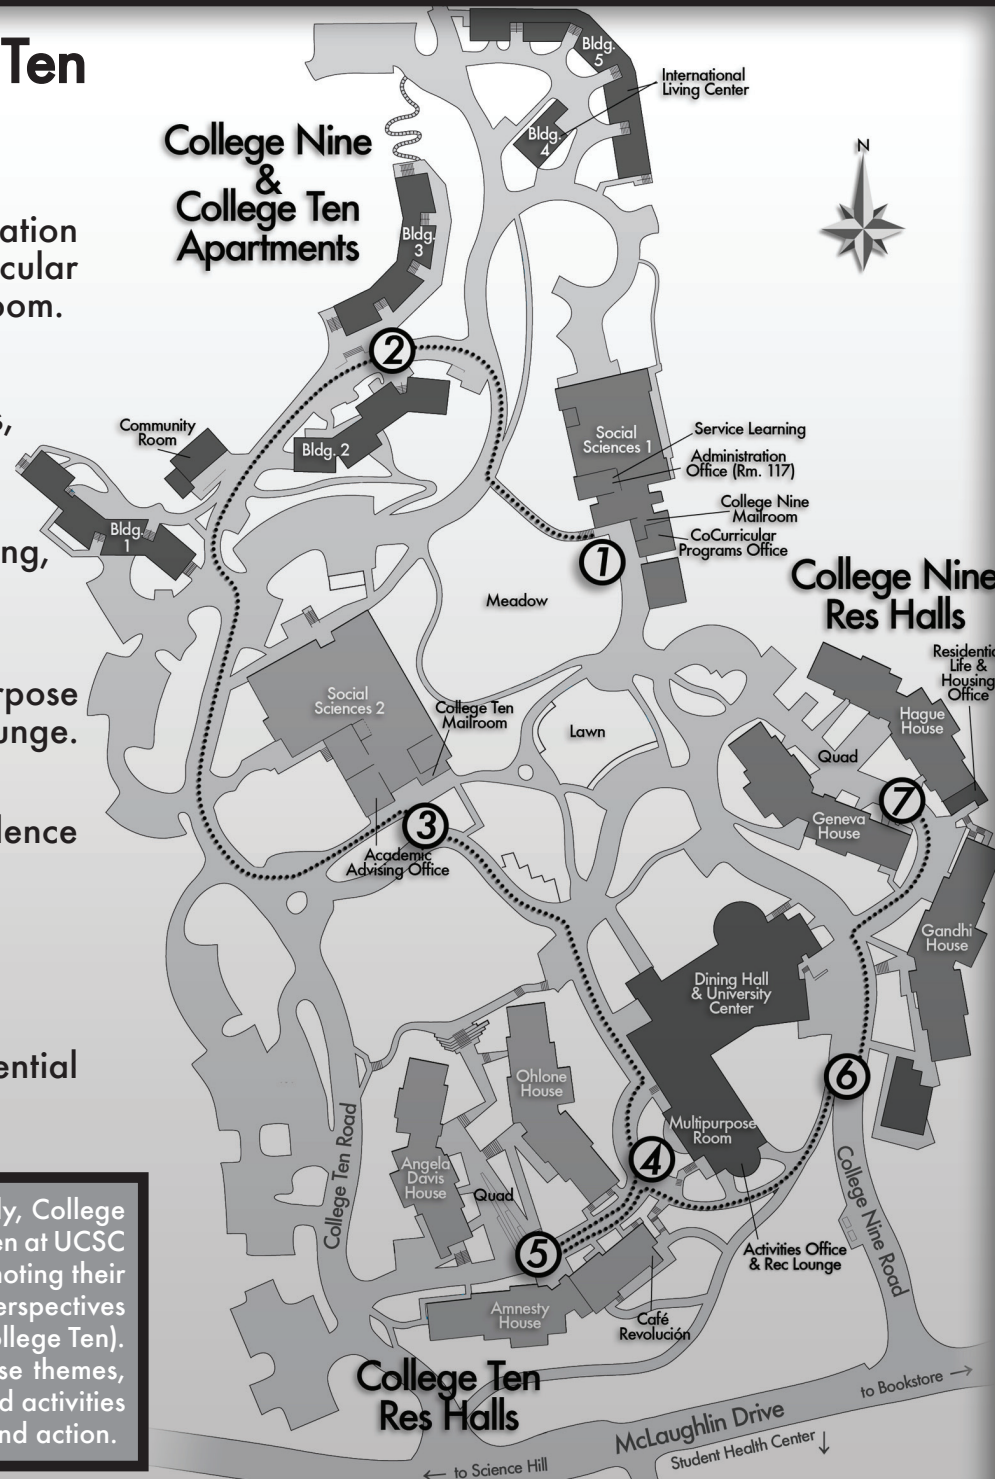 Ten
ation
cular
oom.
s,
ng,
rpose
unge.
dence
ential
ly, College
en at UCSC
noting their
erspectives
ollege Ten).
se themes,
d activities
nd action.
College Nine
&
College Ten
Apartments
Bldg.
5
International
Living Center
Bldg.
4
N
Bldg.
3
2
Bldg. 2
Community
Room
Bldg.
1
Social
Sciences 1
Service Learning
Administration
Office (Rm. 117)
College Nine
Mailroom
CoCurricular
Programs Office
1
Meadow
College Nine
Res Halls
Residentia
Life &
Housing
Office
Hague
House
Quad
7
Geneva
House
Gandhi
House
Social
Sciences 2
College Ten
Mailroom
Lawn
3
Academic
Advising Office
Dining Hall
& University
Center
6
Multipurpose
Room
4
Ohlone
House
Angela
Davis
House
Quad
5
College Ten Road
College Nine Road
Activities Office
& Rec Lounge
Amnesty
House
Café
Revolución
College Ten
Res Halls
McLaughlin Drive
to Bookstore →
Student Health Center ↓
← to Science Hill